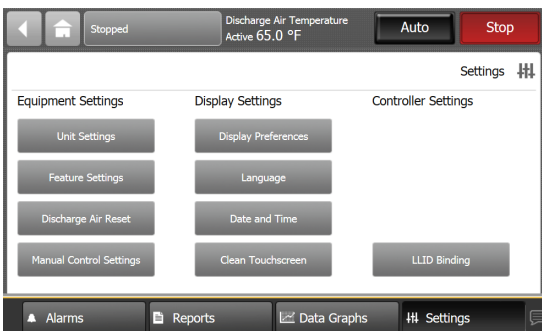 Stopped
Discharge Air Temperature
Active 65.0 °F
Auto
Stop
Settings
Equipment Settings
Display Settings
Controller Settings
Unit Settings
Display Preferences
Feature Settings
Language
Discharge Air Reset
Date and Time
Manual Control Settings
Clean Touchscreen
LLID Binding
Alarms
Reports
Data Graphs
Settings